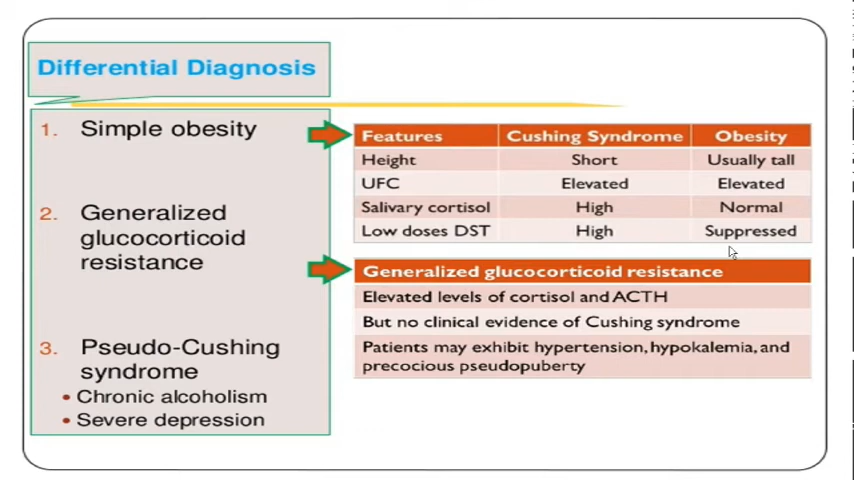 Differential Diagnosis
1. Simple obesity
2. Generalized
glucocorticoid
resistance
3. Pseudo-Cushing
syndrome
• Chronic alcoholism
• Severe depression
Features Cushing Syndrome Obesity
Height Short Usually tall
UFC Elevated Elevated
Salivary cortisol High Normal
Low doses DST High Suppressed
Generalized glucocorticoid resistance
Elevated levels of cortisol and ACTH
But no clinical evidence of Cushing syndrome
Patients may exhibit hypertension, hypokalemia, and
precocious pseudopuberty